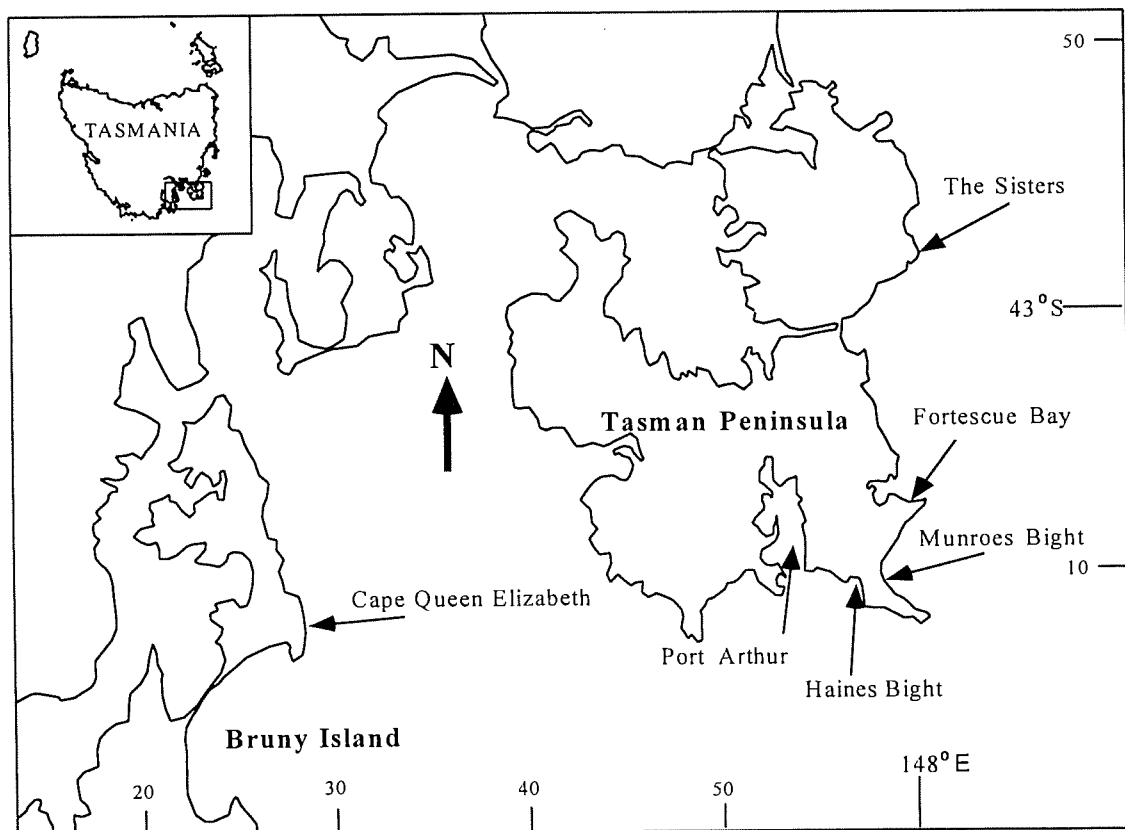 TASMANIA
50
The Sisters
43°S
N
Tasman Peninsula
Fortescue Bay
Munroes Bight
10
Cape Queen Elizabeth
Port Arthur
Haines Bight
Bruny Island
148°E
20
30
40
50